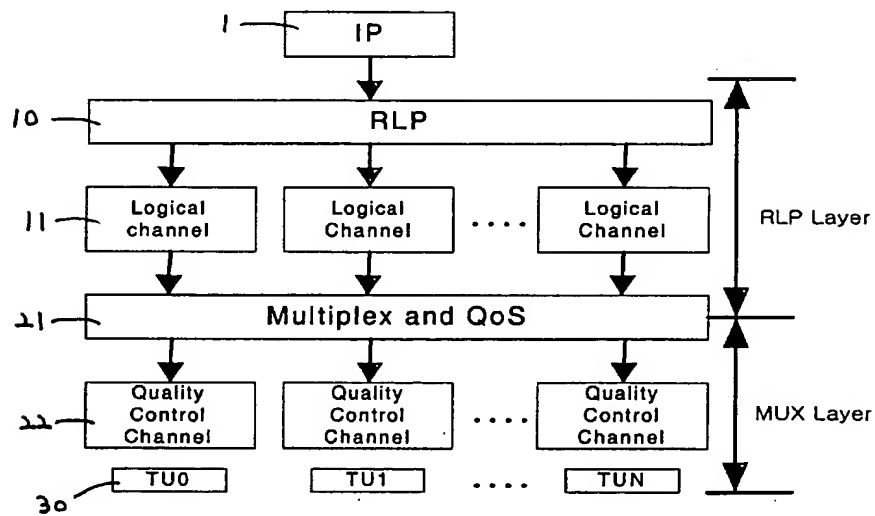 1
IP
10
RLP
11
Logical
channel
Logical
Channel
....
Logical
Channel
RLP Layer
21
Multiplex and QoS
22
Quality
Control
Channel
Quality
Control
Channel
....
Quality
Control
Channel
MUX Layer
30
TU0
TU1
....
TUN